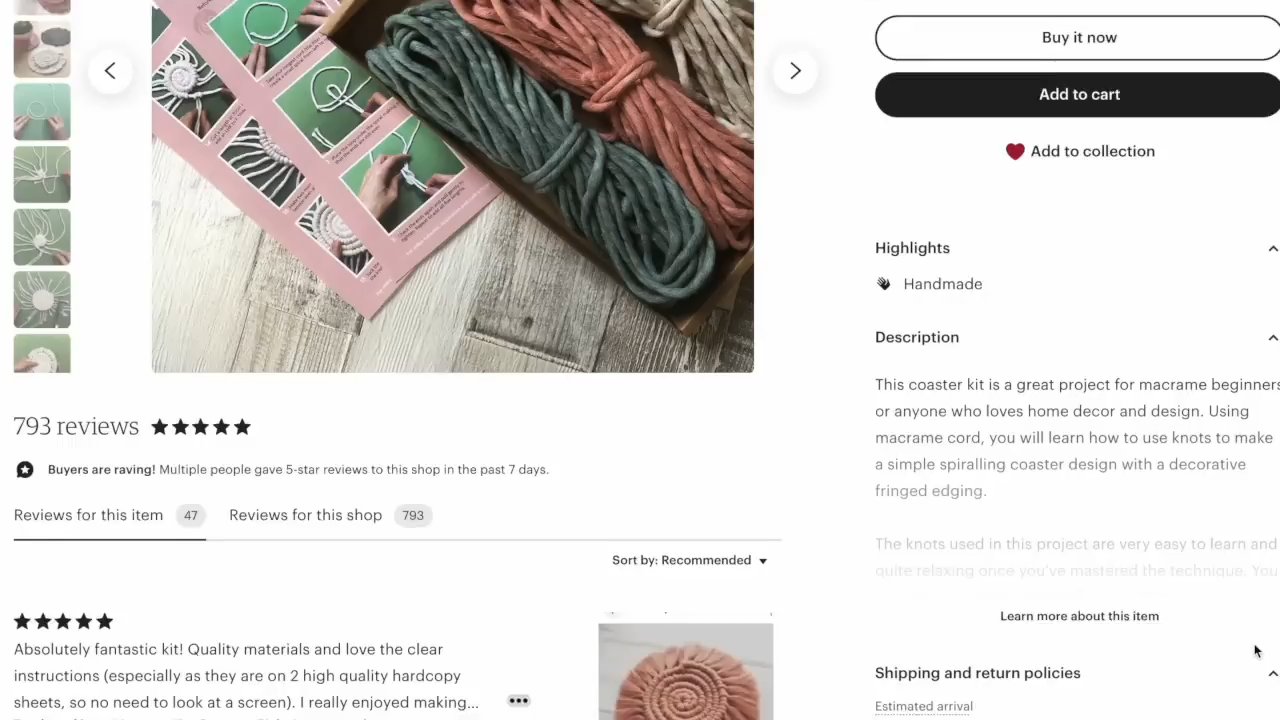 Buy it now
Add to cart
Add to collection
Highlights
Handmade
Description
This coaster kit is a great project for macrame beginners
or anyone who loves home decor and design. Using
macrame cord, you will learn how to use knots to make
a simple spiralling coaster design with a decorative
fringed edging.
The knots used in this project are very easy to learn and
quite relaxing once you've mastered the technique. You
Learn more about this item
Shipping and return policies
Estimated arrival
793 reviews
Buyers are raving! Multiple people gave 5-star reviews to this shop in the past 7 days.
Reviews for this item 47 Reviews for this shop 793
Sort by: Recommended
Absolutely fantastic kit! Quality materials and love the clear
instructions (especially as they are on 2 high quality hardcopy
sheets, so no need to look at a screen). I really enjoyed making...